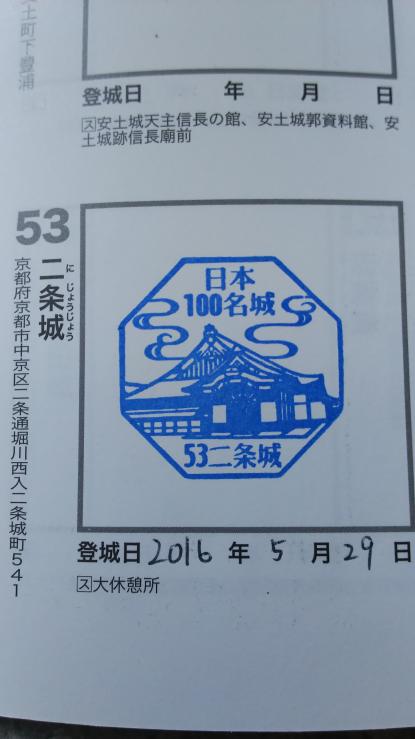 安土町下豊浦
登城日　年　月　日
ス安土城天主信長の館、安土城郭資料館、安
土城跡信長廟前
53
二条城
にじょうじょう
京都府京都市中京区二条通堀川西入二条城町541
日本
100名城
53二条城
登城日2016年5月29日
ス大休憩所